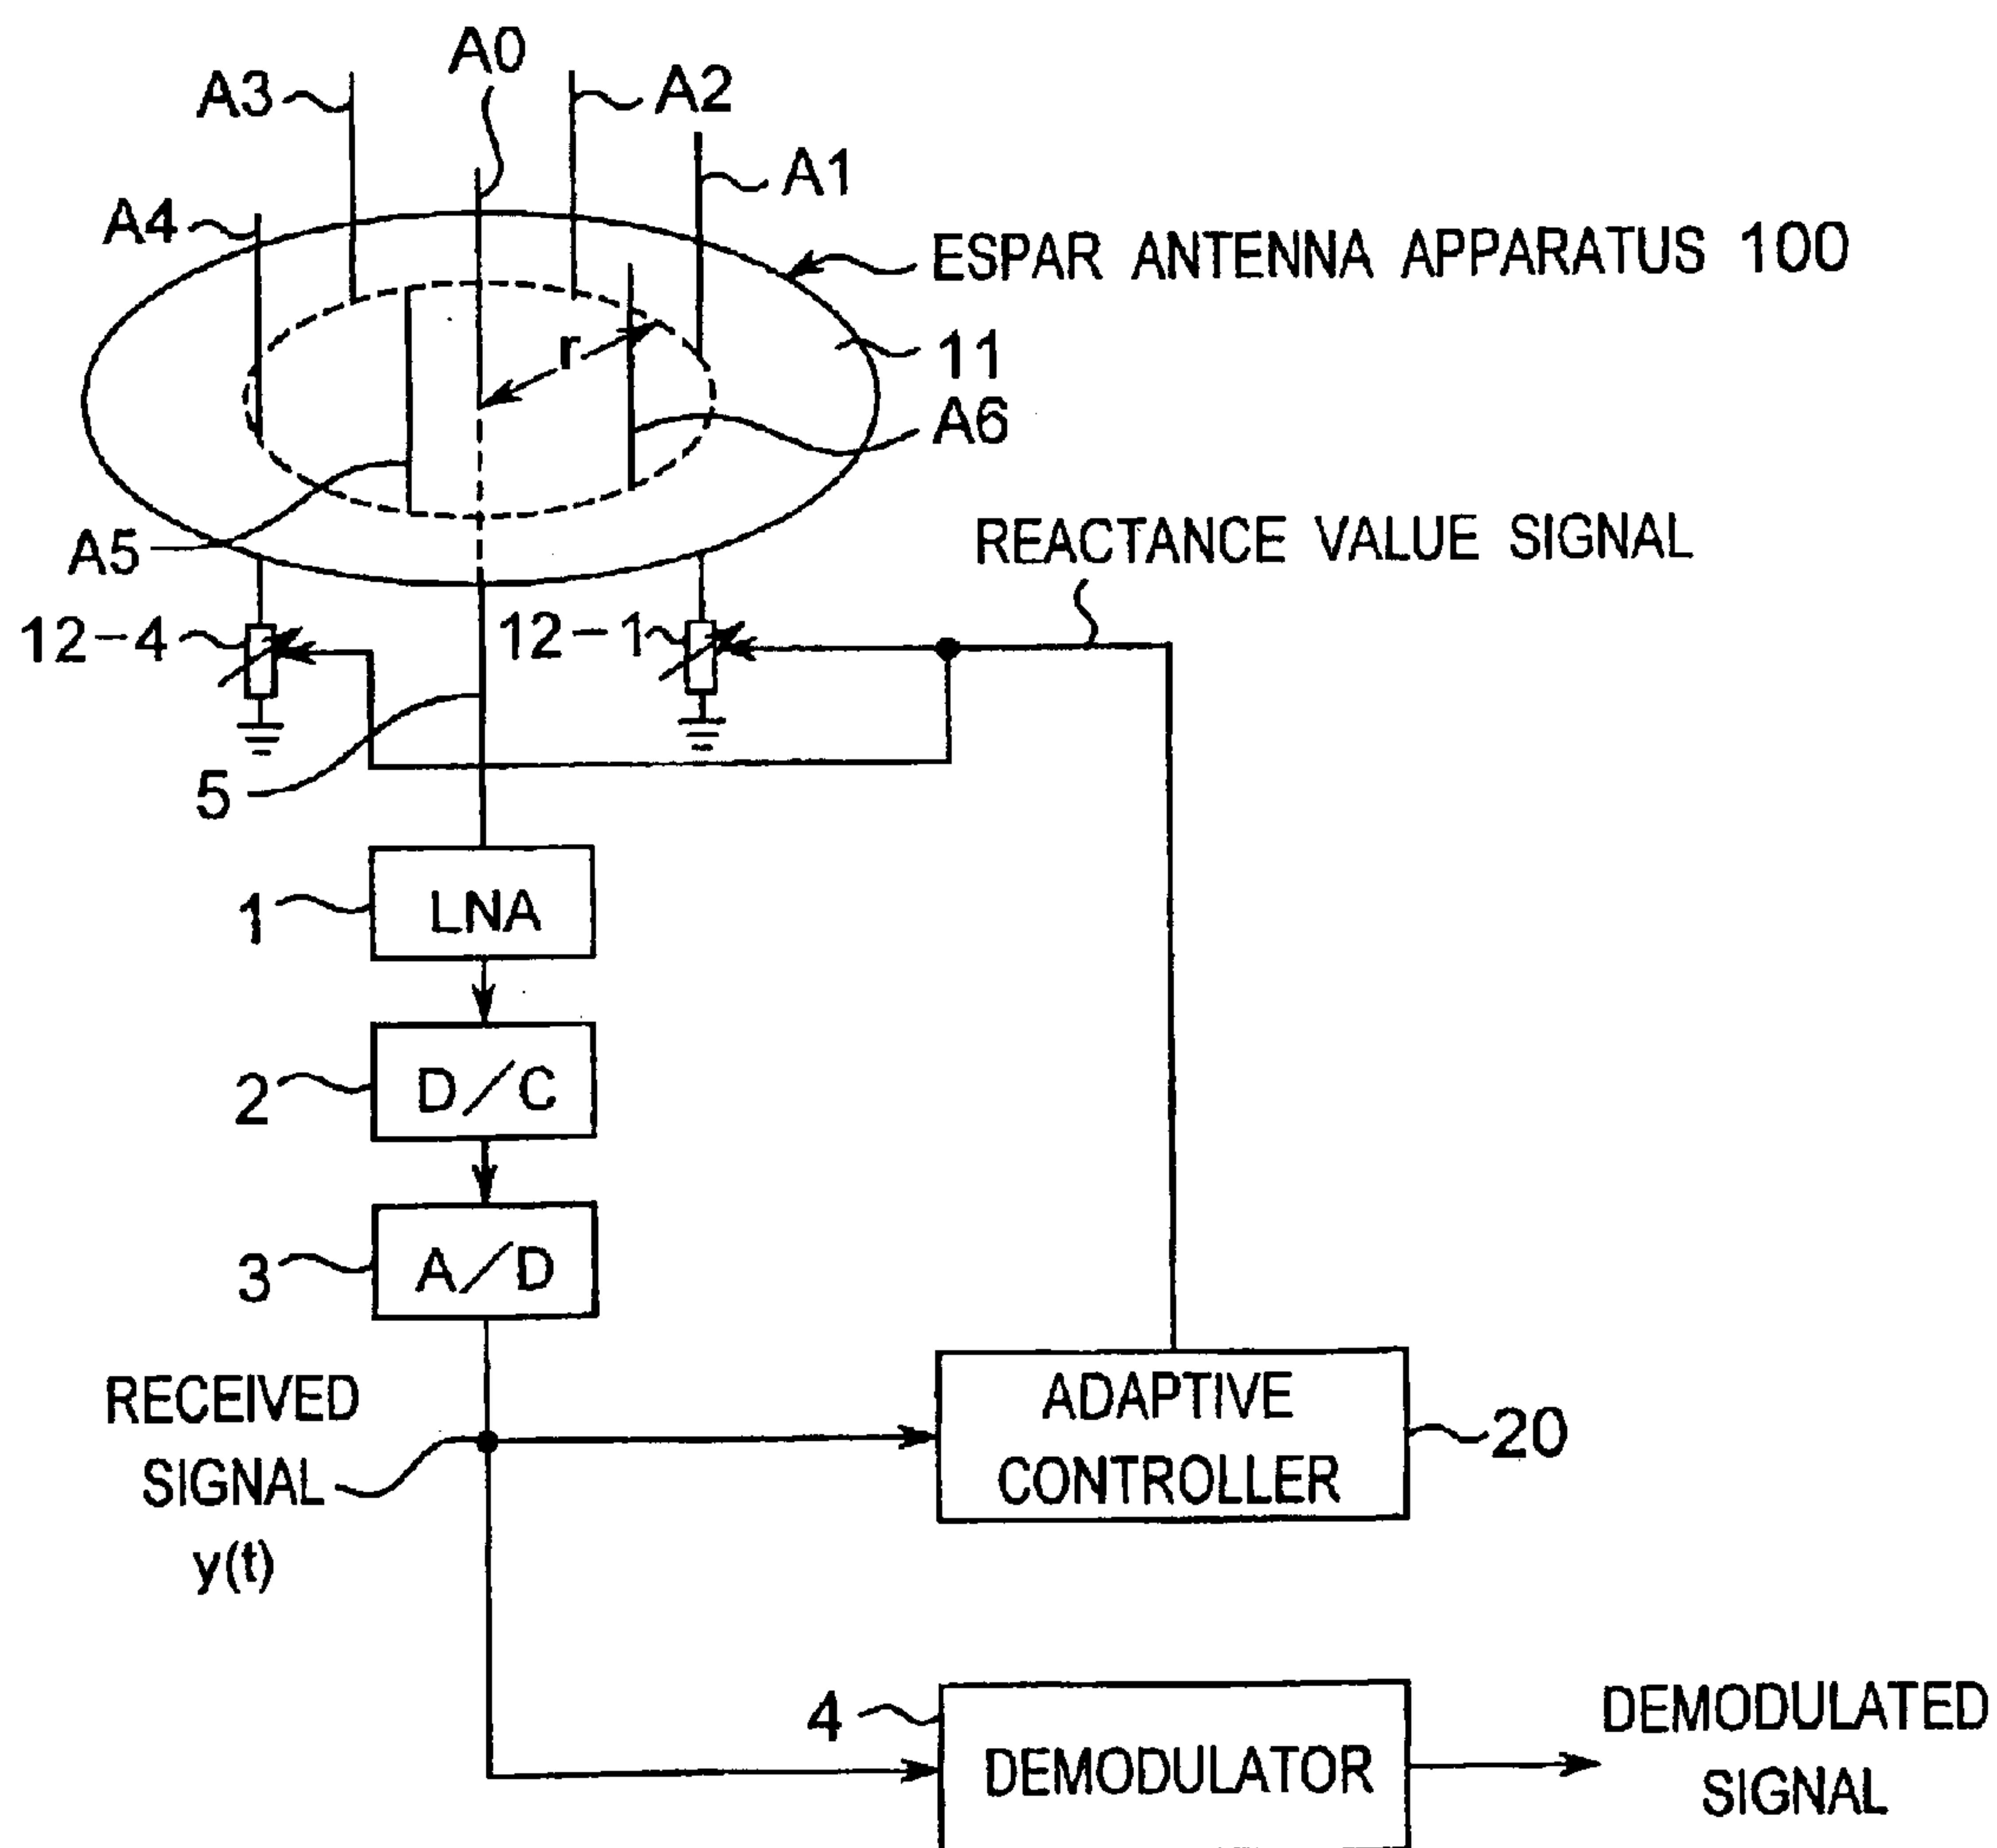 A0
A3
A2
A1
A4
ESPAR ANTENNA APPARATUS 100
r
11
A6
A5
REACTANCE VALUE SIGNAL
12-4
12-1
5
1
LNA
2
D/C
3
A/D
RECEIVED
SIGNAL
y(t)
ADAPTIVE
CONTROLLER
20
4
DEMODULATOR
DEMODULATED
SIGNAL